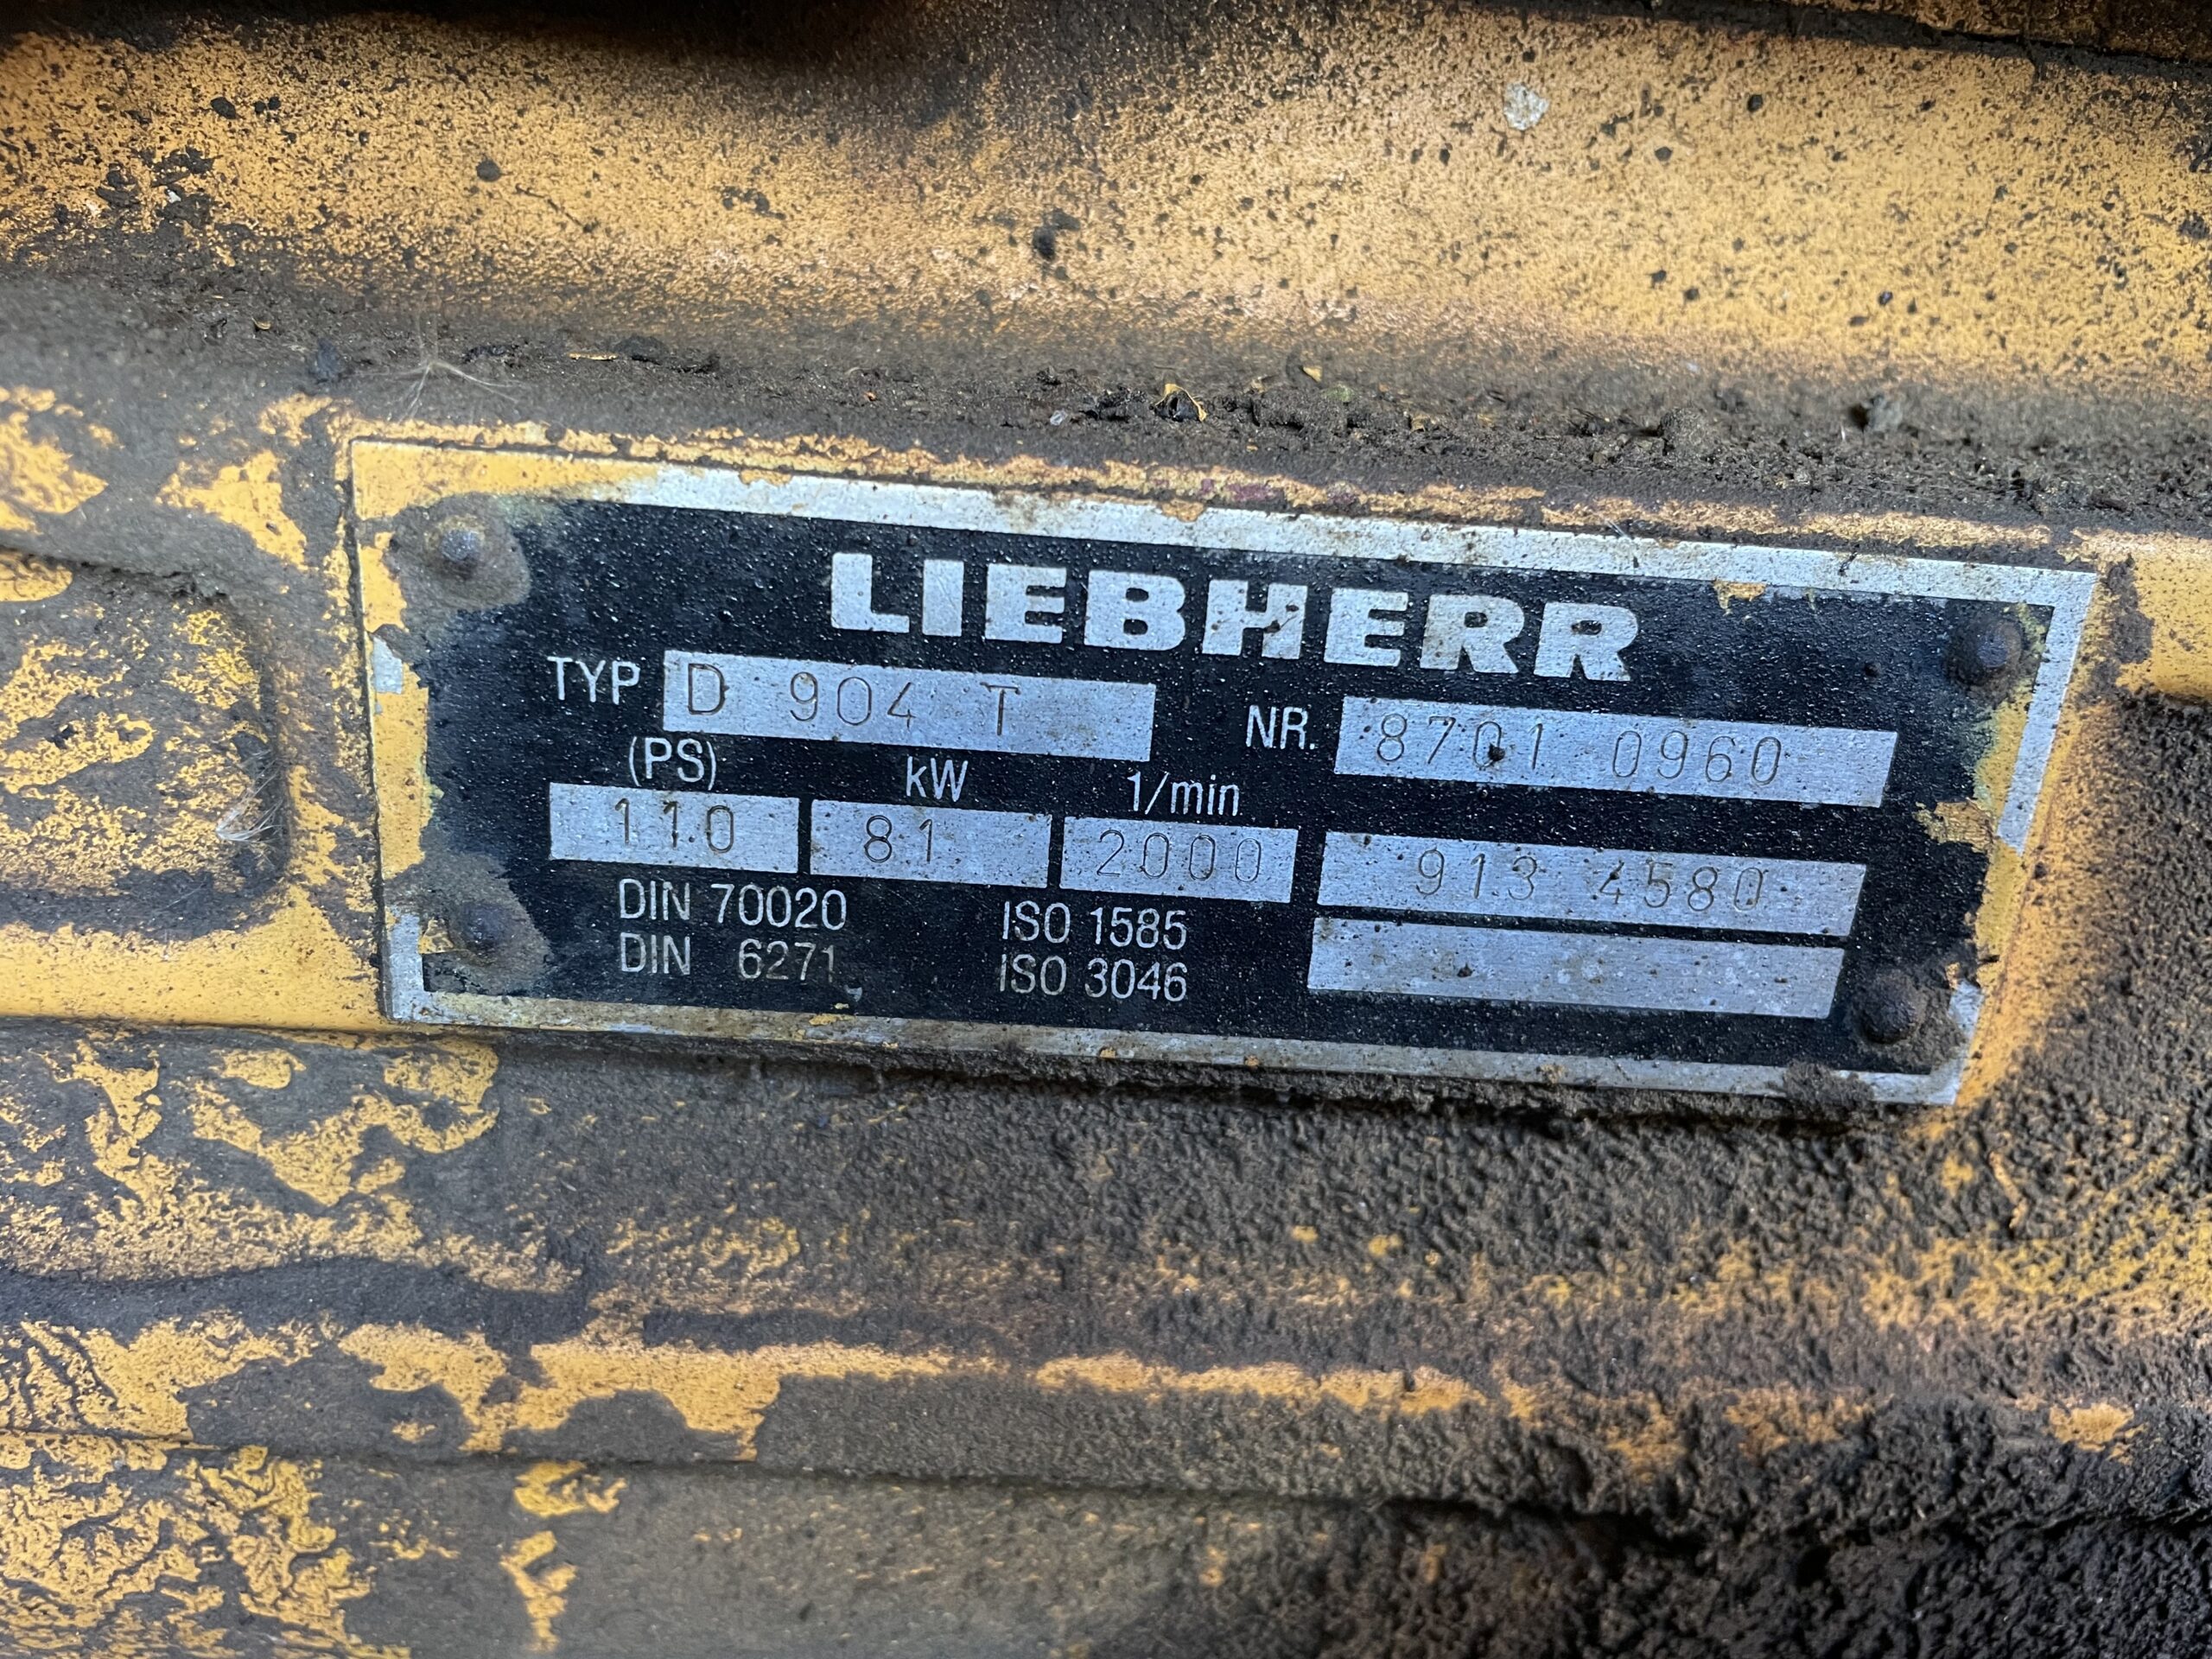 LIEBHERR
TYP D 904 T NR. 8701 0960
(PS) kW 1/min
110 81 2000 913 4580
DIN 70020 ISO 1585
DIN 6271 ISO 3046